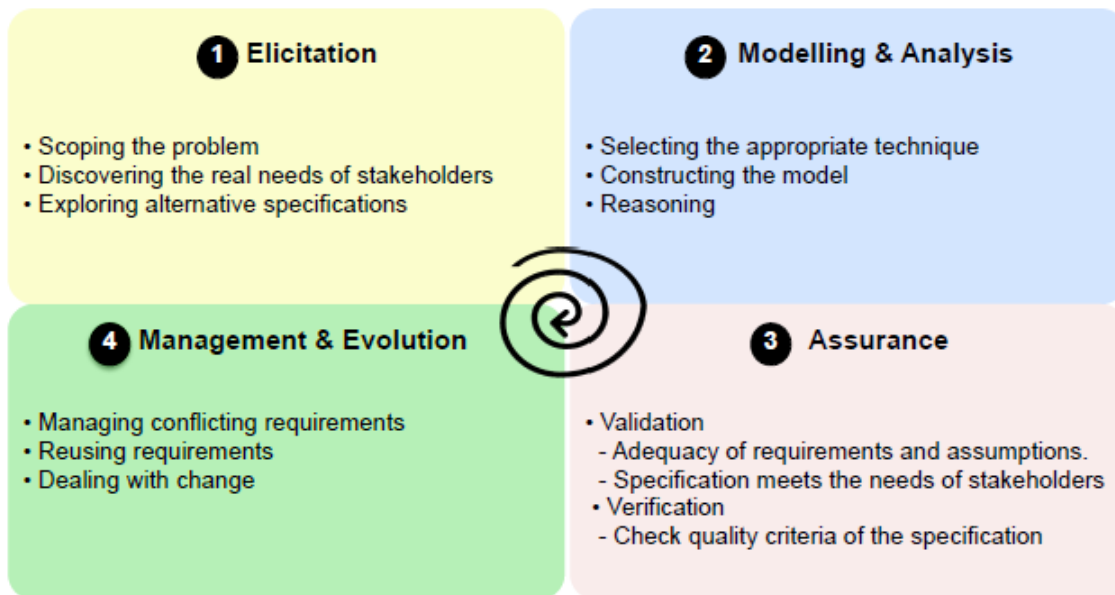 1 Elicitation
• Scoping the problem
• Discovering the real needs of stakeholders
• Exploring alternative specifications
2 Modelling & Analysis
• Selecting the appropriate technique
• Constructing the model
• Reasoning
4 Management & Evolution
• Managing conflicting requirements
• Reusing requirements
• Dealing with change
3 Assurance
• Validation
- Adequacy of requirements and assumptions.
- Specification meets the needs of stakeholders
• Verification
- Check quality criteria of the specification